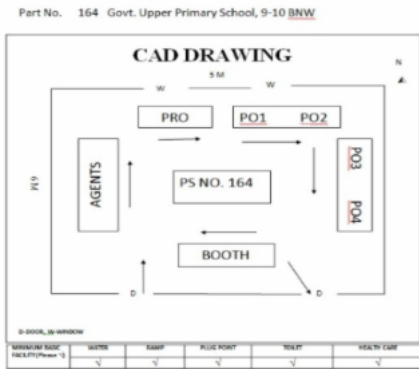 Part No. 164 Govt. Upper Primary School, 9-10 BNW
CAD DRAWING
5 M
N
W W
PRO PO1 PO2
AGENTS
6M
PS NO. 164
PO3 PO4
BOOTH
D D
D-DOOR, W-WINDOW
MINIMUM BASIC WATER RAMP PLUG POINT TOILET HEALTH CARE
FACILITY(Please √) √ √ √ √ √